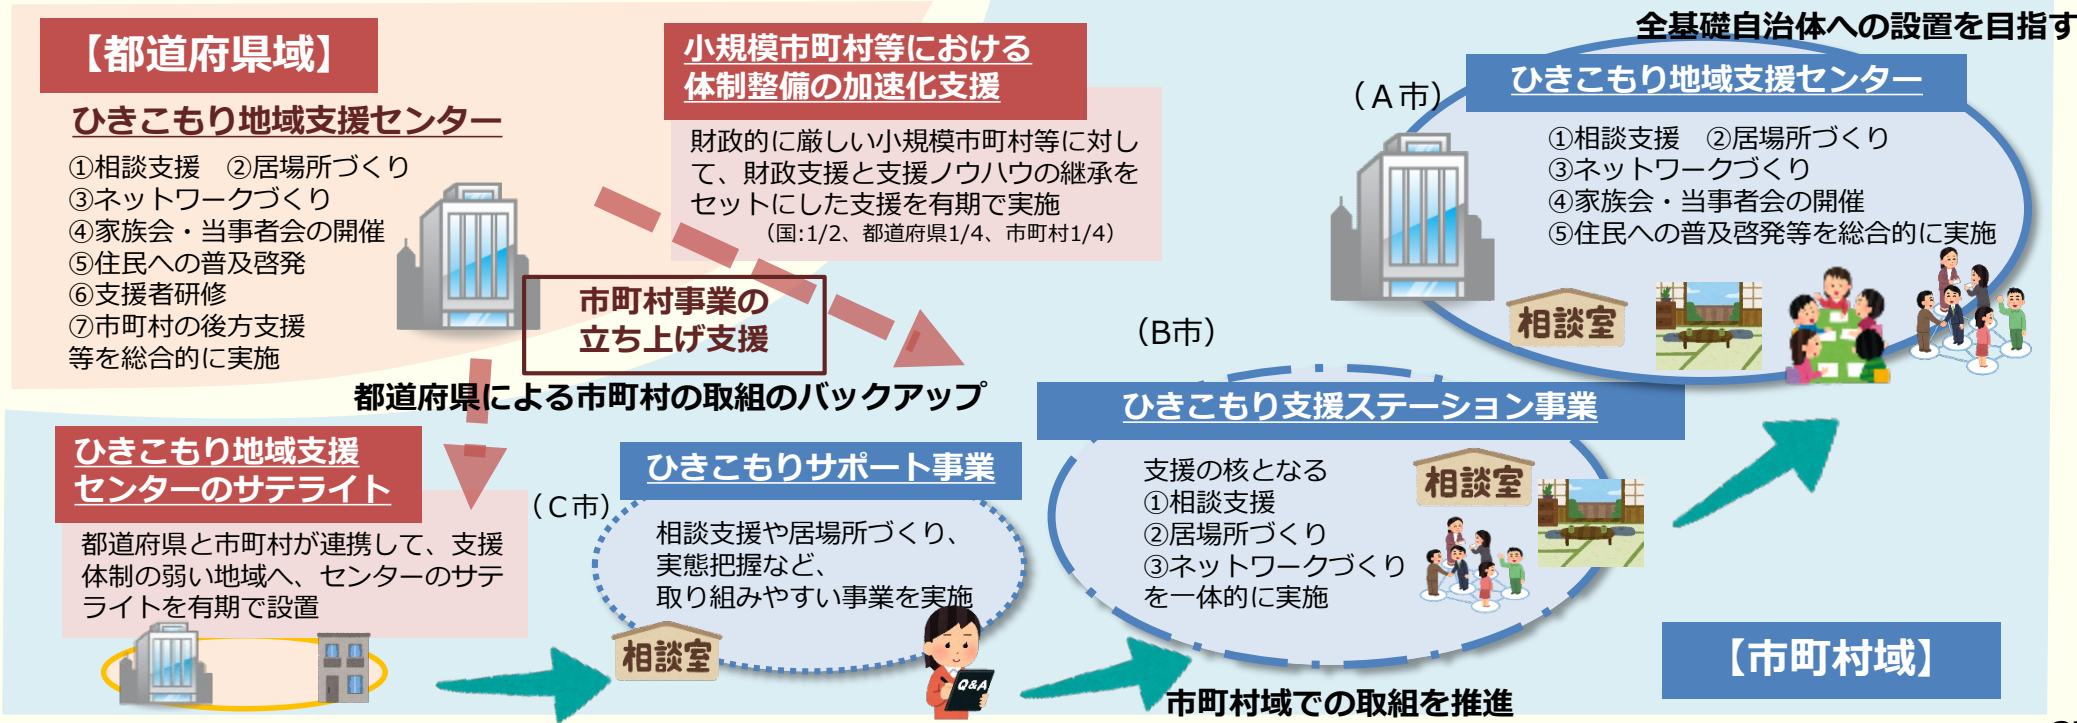 【都道府県域】
ひきこもり地域支援センター
①相談支援　②居場所づくり
③ネットワークづくり
④家族会・当事者会の開催
⑤住民への普及啓発
⑥支援者研修
⑦市町村の後方支援
等を総合的に実施
小規模市町村等における
体制整備の加速化支援
財政的に厳しい小規模市町村等に対し
て、財政支援と支援ノウハウの継承を
セットにした支援を有期で実施
（国:1/2、都道府県1/4、市町村1/4）
市町村事業の
立ち上げ支援
都道府県による市町村の取組のバックアップ
全基礎自治体への設置を目指す
（Ａ市）
ひきこもり地域支援センター
①相談支援　②居場所づくり
③ネットワークづくり
④家族会・当事者会の開催
⑤住民への普及啓発等を総合的に実施
相談室
ひきこもり地域支援
センターのサテライト
都道府県と市町村が連携して、支援
体制の弱い地域へ、センターのサテ
ライトを有期で設置
（Ｃ市）
ひきこもりサポート事業
相談支援や居場所づくり、
実態把握など、
取り組みやすい事業を実施
相談室
Q&A
（B市）
ひきこもり支援ステーション事業
支援の核となる
①相談支援
②居場所づくり
③ネットワークづくり
を一体的に実施
相談室
市町村域での取組を推進
【市町村域】